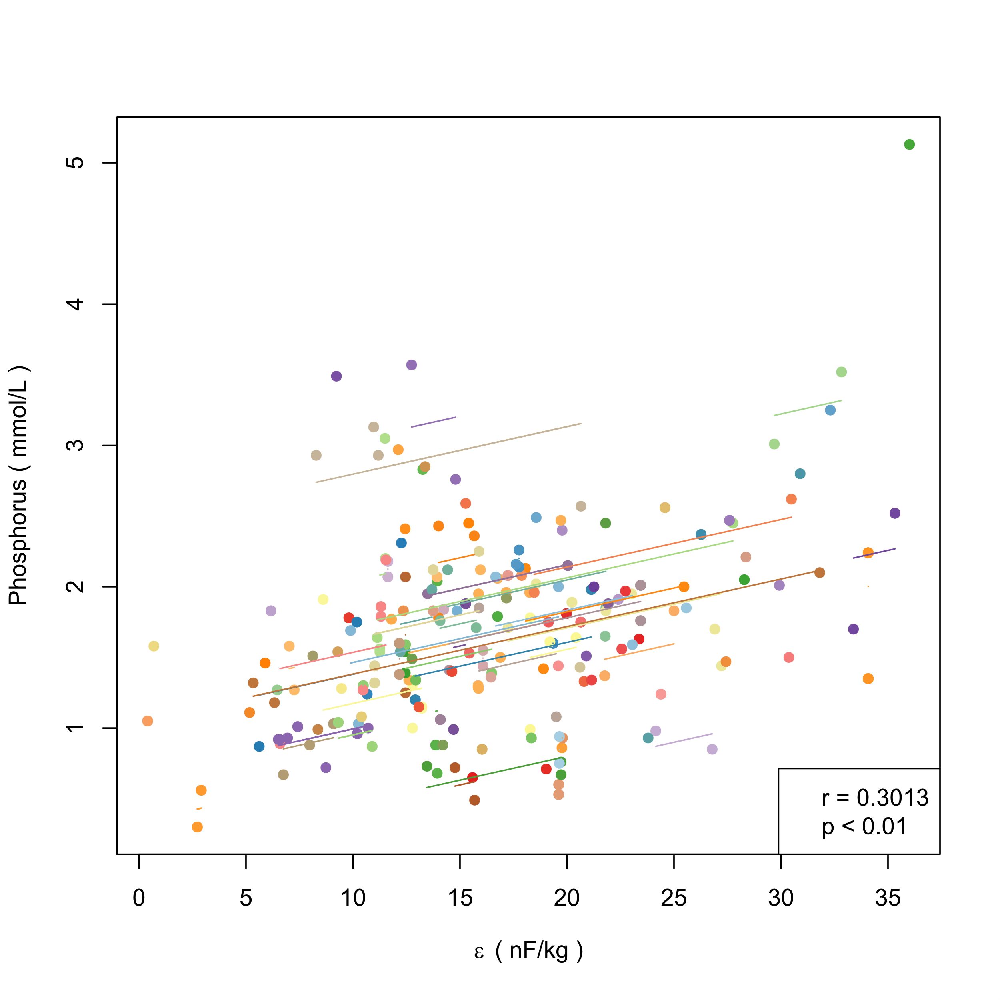 5
4
3
2
1
Phosphorus ( mmol/L )
r = 0.3013
p < 0.01
0 5 10 15 20 25 30 35
ε ( nF/kg )